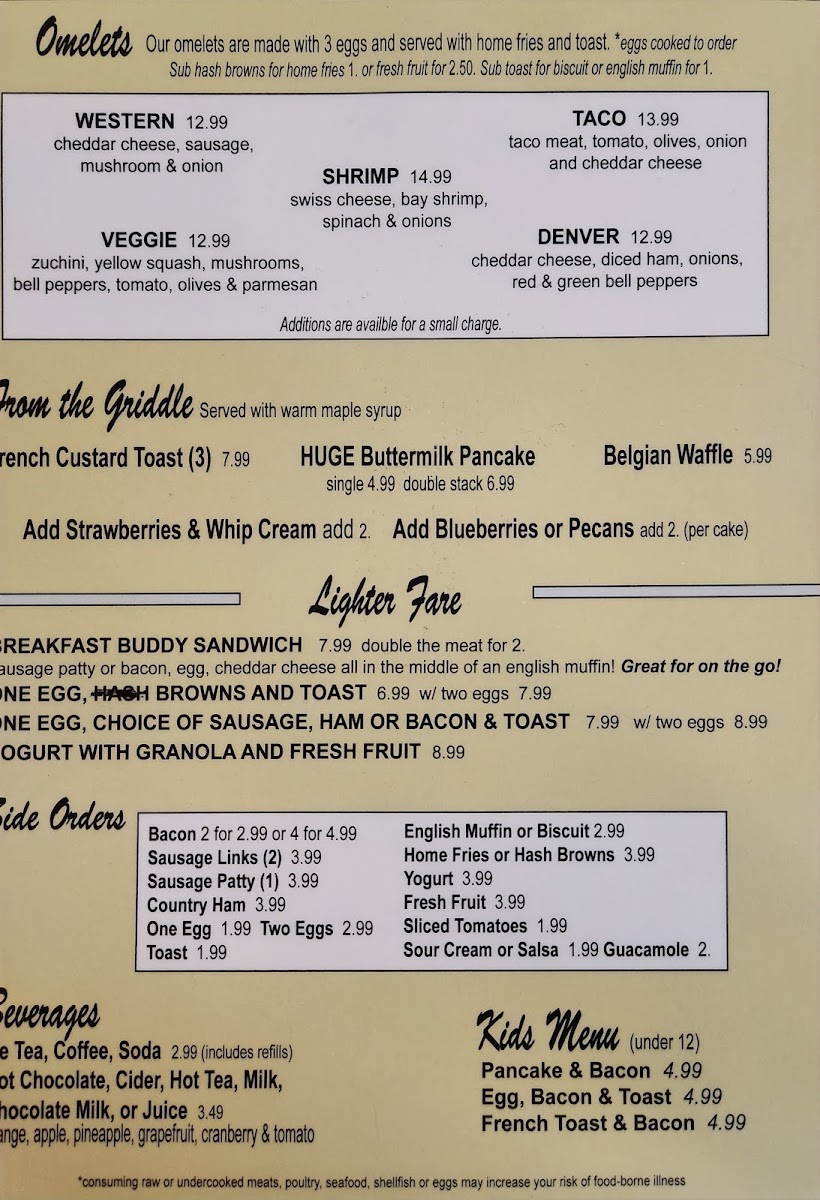 Omelets Our omelets are made with 3 eggs and served with home fries and toast. *eggs cooked to order
Sub hash browns for home fries 1. or fresh fruit for 2.50. Sub toast for biscuit or english muffin for 1.
WESTERN 12.99
cheddar cheese, sausage,
mushroom & onion
TACO 13.99
taco meat, tomato, olives, onion
and cheddar cheese
SHRIMP 14.99
swiss cheese, bay shrimp,
spinach & onions
VEGGIE 12.99
zuchini, yellow squash, mushrooms,
bell peppers, tomato, olives & parmesan
DENVER 12.99
cheddar cheese, diced ham, onions,
red & green bell peppers
Additions are availble for a small charge.
From the Griddle Served with warm maple syrup
rench Custard Toast (3) 7.99
HUGE Buttermilk Pancake
single 4.99 double stack 6.99
Belgian Waffle 5.99
Add Strawberries & Whip Cream add 2. Add Blueberries or Pecans add 2. (per cake)
Lighter Fare
BREAKFAST BUDDY SANDWICH 7.99 double the meat for 2.
ausage patty or bacon, egg, cheddar cheese all in the middle of an english muffin! Great for on the go!
ONE EGG, HASH BROWNS AND TOAST 6.99 w/ two eggs 7.99
ONE EGG, CHOICE OF SAUSAGE, HAM OR BACON & TOAST 7.99 w/ two eggs 8.99
OGURT WITH GRANOLA AND FRESH FRUIT 8.99
Side Orders
Bacon 2 for 2.99 or 4 for 4.99
Sausage Links (2) 3.99
Sausage Patty (1) 3.99
Country Ham 3.99
One Egg 1.99 Two Eggs 2.99
Toast 1.99
English Muffin or Biscuit 2.99
Home Fries or Hash Browns 3.99
Yogurt 3.99
Fresh Fruit 3.99
Sliced Tomatoes 1.99
Sour Cream or Salsa 1.99 Guacamole 2.
Beverages
e Tea, Coffee, Soda 2.99 (includes refills)
ot Chocolate, Cider, Hot Tea, Milk,
hocolate Milk, or Juice 3.49
ange, apple, pineapple, grapefruit, cranberry & tomato
Kids Menu (under 12)
Pancake & Bacon 4.99
Egg, Bacon & Toast 4.99
French Toast & Bacon 4.99
*consuming raw or undercooked meats, poultry, seafood, shellfish or eggs may increase your risk of food-borne illness